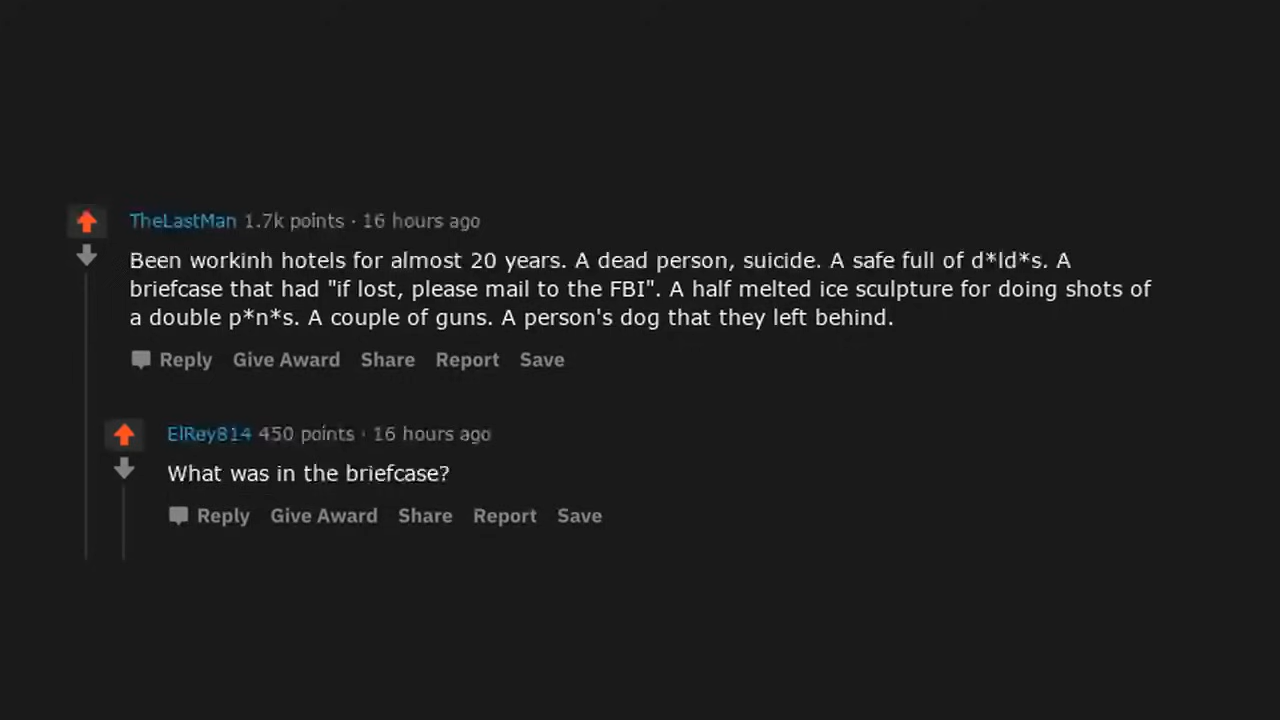 TheLastMan 1.7k points · 16 hours ago
Been workinh hotels for almost 20 years. A dead person, suicide. A safe full of d*ld*s. A
briefcase that had "if lost, please mail to the FBI". A half melted ice sculpture for doing shots of
a double p*n*s. A couple of guns. A person's dog that they left behind.
Reply Give Award Share Report Save
ElRey814 450 points · 16 hours ago
What was in the briefcase?
Reply Give Award Share Report Save